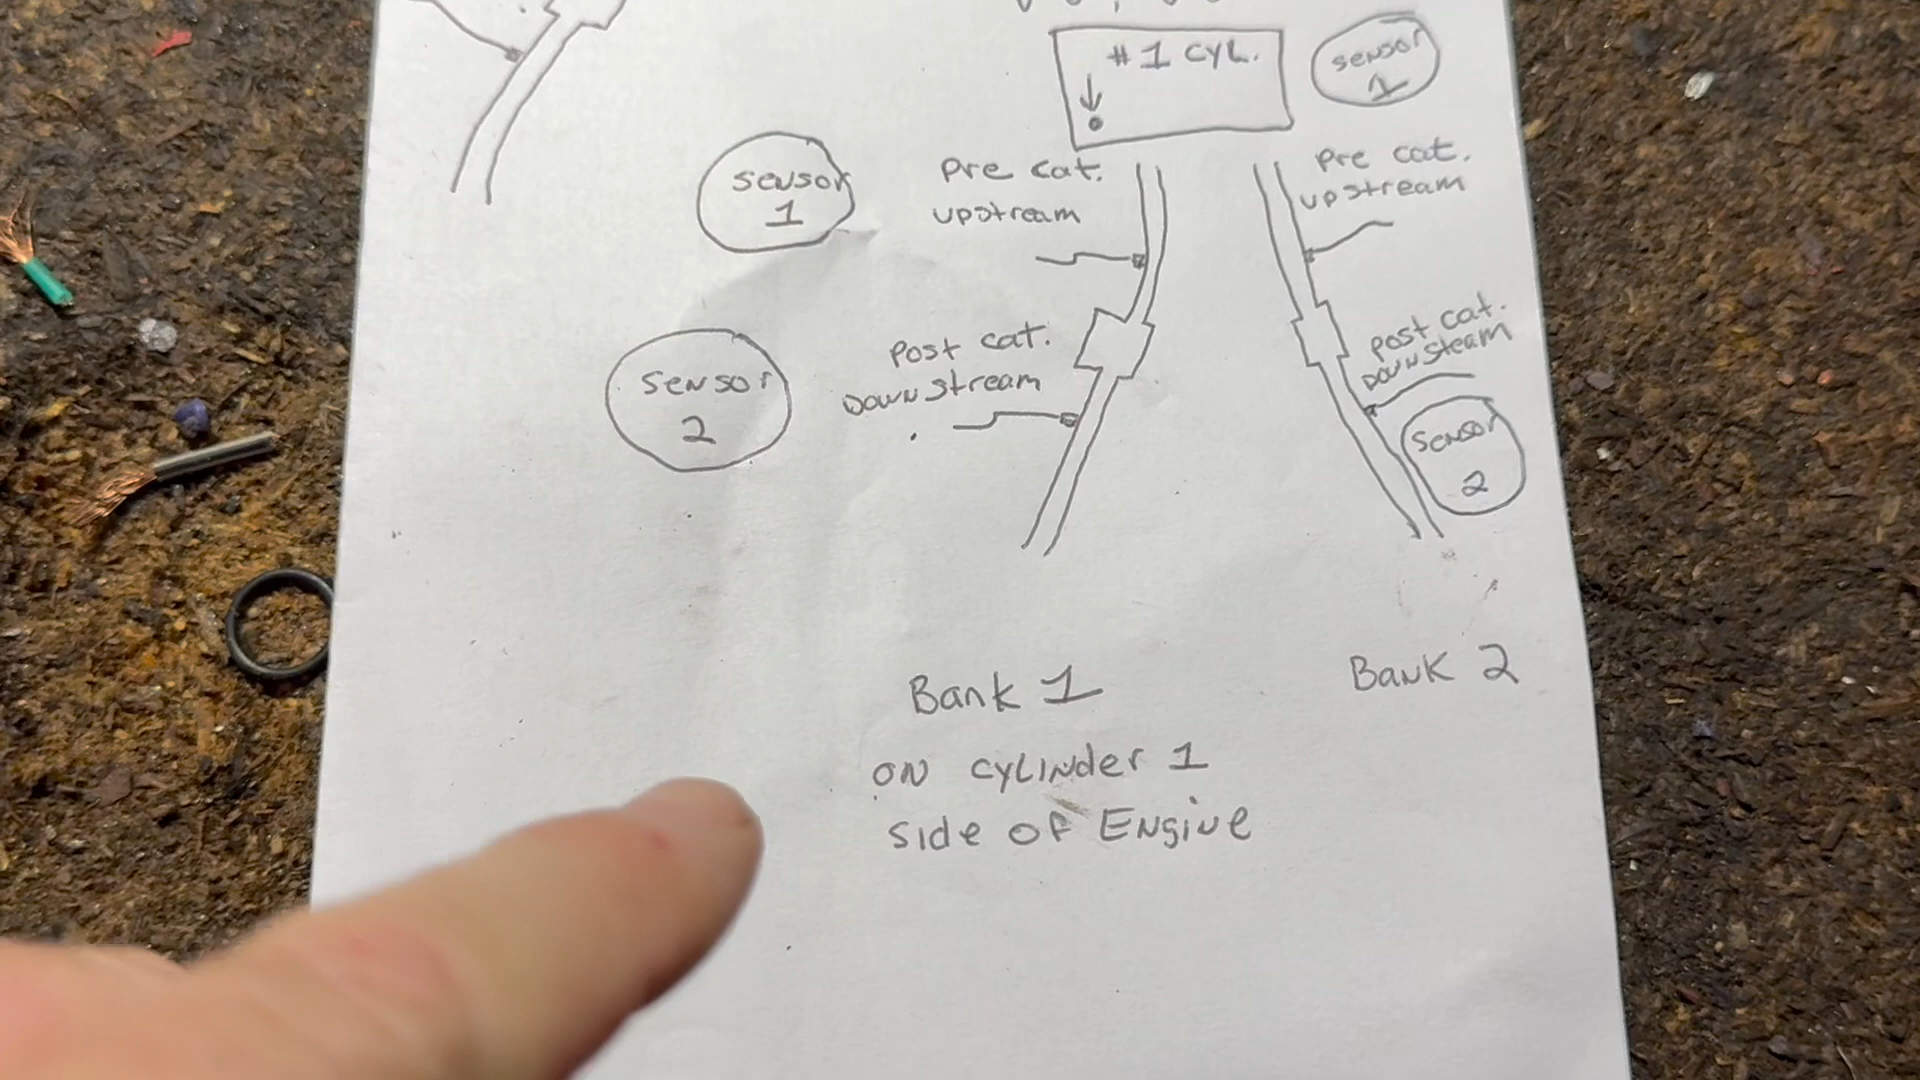 # 1 CYL.
sensor
1
sensor
1
Pre cat.
upstream
Pre cat.
upstream
Post cat.
DOWNstream
Post cat.
DOWNSteam
sensor
2
sensor
2
Bank 1
ON CYLINder 1
side of ENgine
BaNK 2